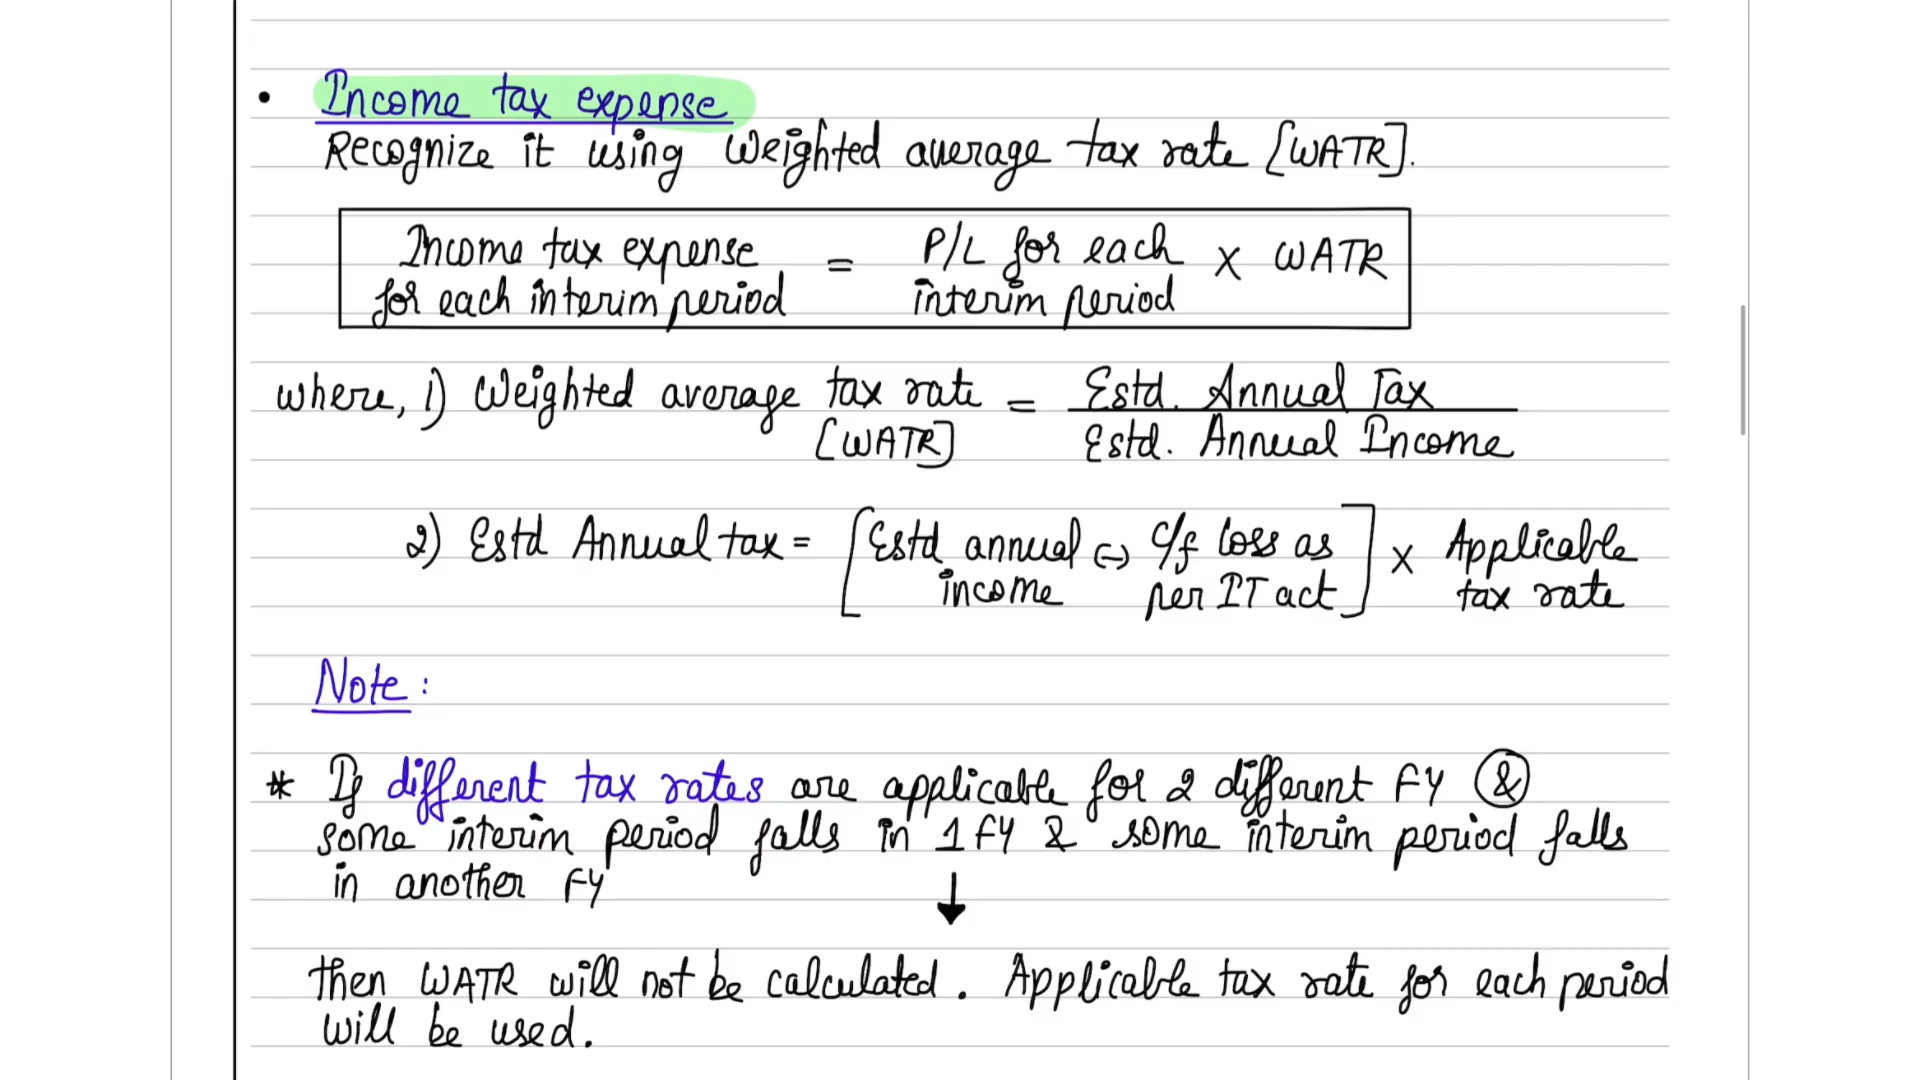 • Income tax expense
Recognize it using Weighted average tax rate [WATR].
Income tax expense for each interim period = P/L for each interim period × WATR
where, 1) Weighted average tax rate [WATR] = Estd. Annual Tax / Estd. Annual Income
2) Estd Annual tax = [Estd annual income (-) C/f loss as per IT act] × Applicable tax rate
Note:
* If different tax rates are applicable for 2 different FY &
some interim period falls in 1 FY & some interim period falls
in another FY
↓
then WATR will not be calculated. Applicable tax rate for each period
will be used.